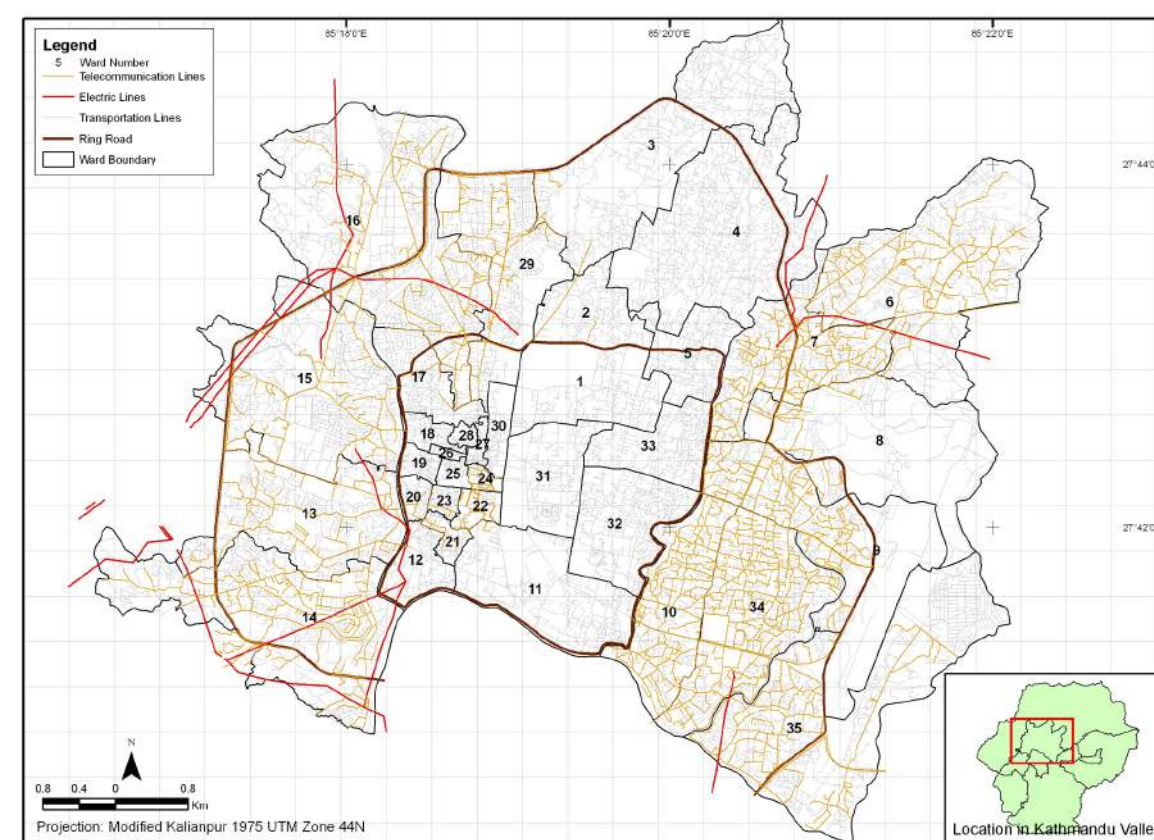 85°18'0"E 85°20'0"E 85°22'0"E
Legend
5 Ward Number
Telecommunication Lines
Electric Lines
Transportation Lines
Ring Road
Ward Boundary
27°44'0
27°42'0
3
16
4
29
6
2
7
5
15
17
1
30
18
28
27
8
33
26
19
25
31
24
20
23
22
13
32
9
21
12
11
10
34
14
35
N
0.8 0.4 0 0.8
Km
Projection: Modified Kalianpur 1975 UTM Zone 44N
Location in Kathmandu Valle